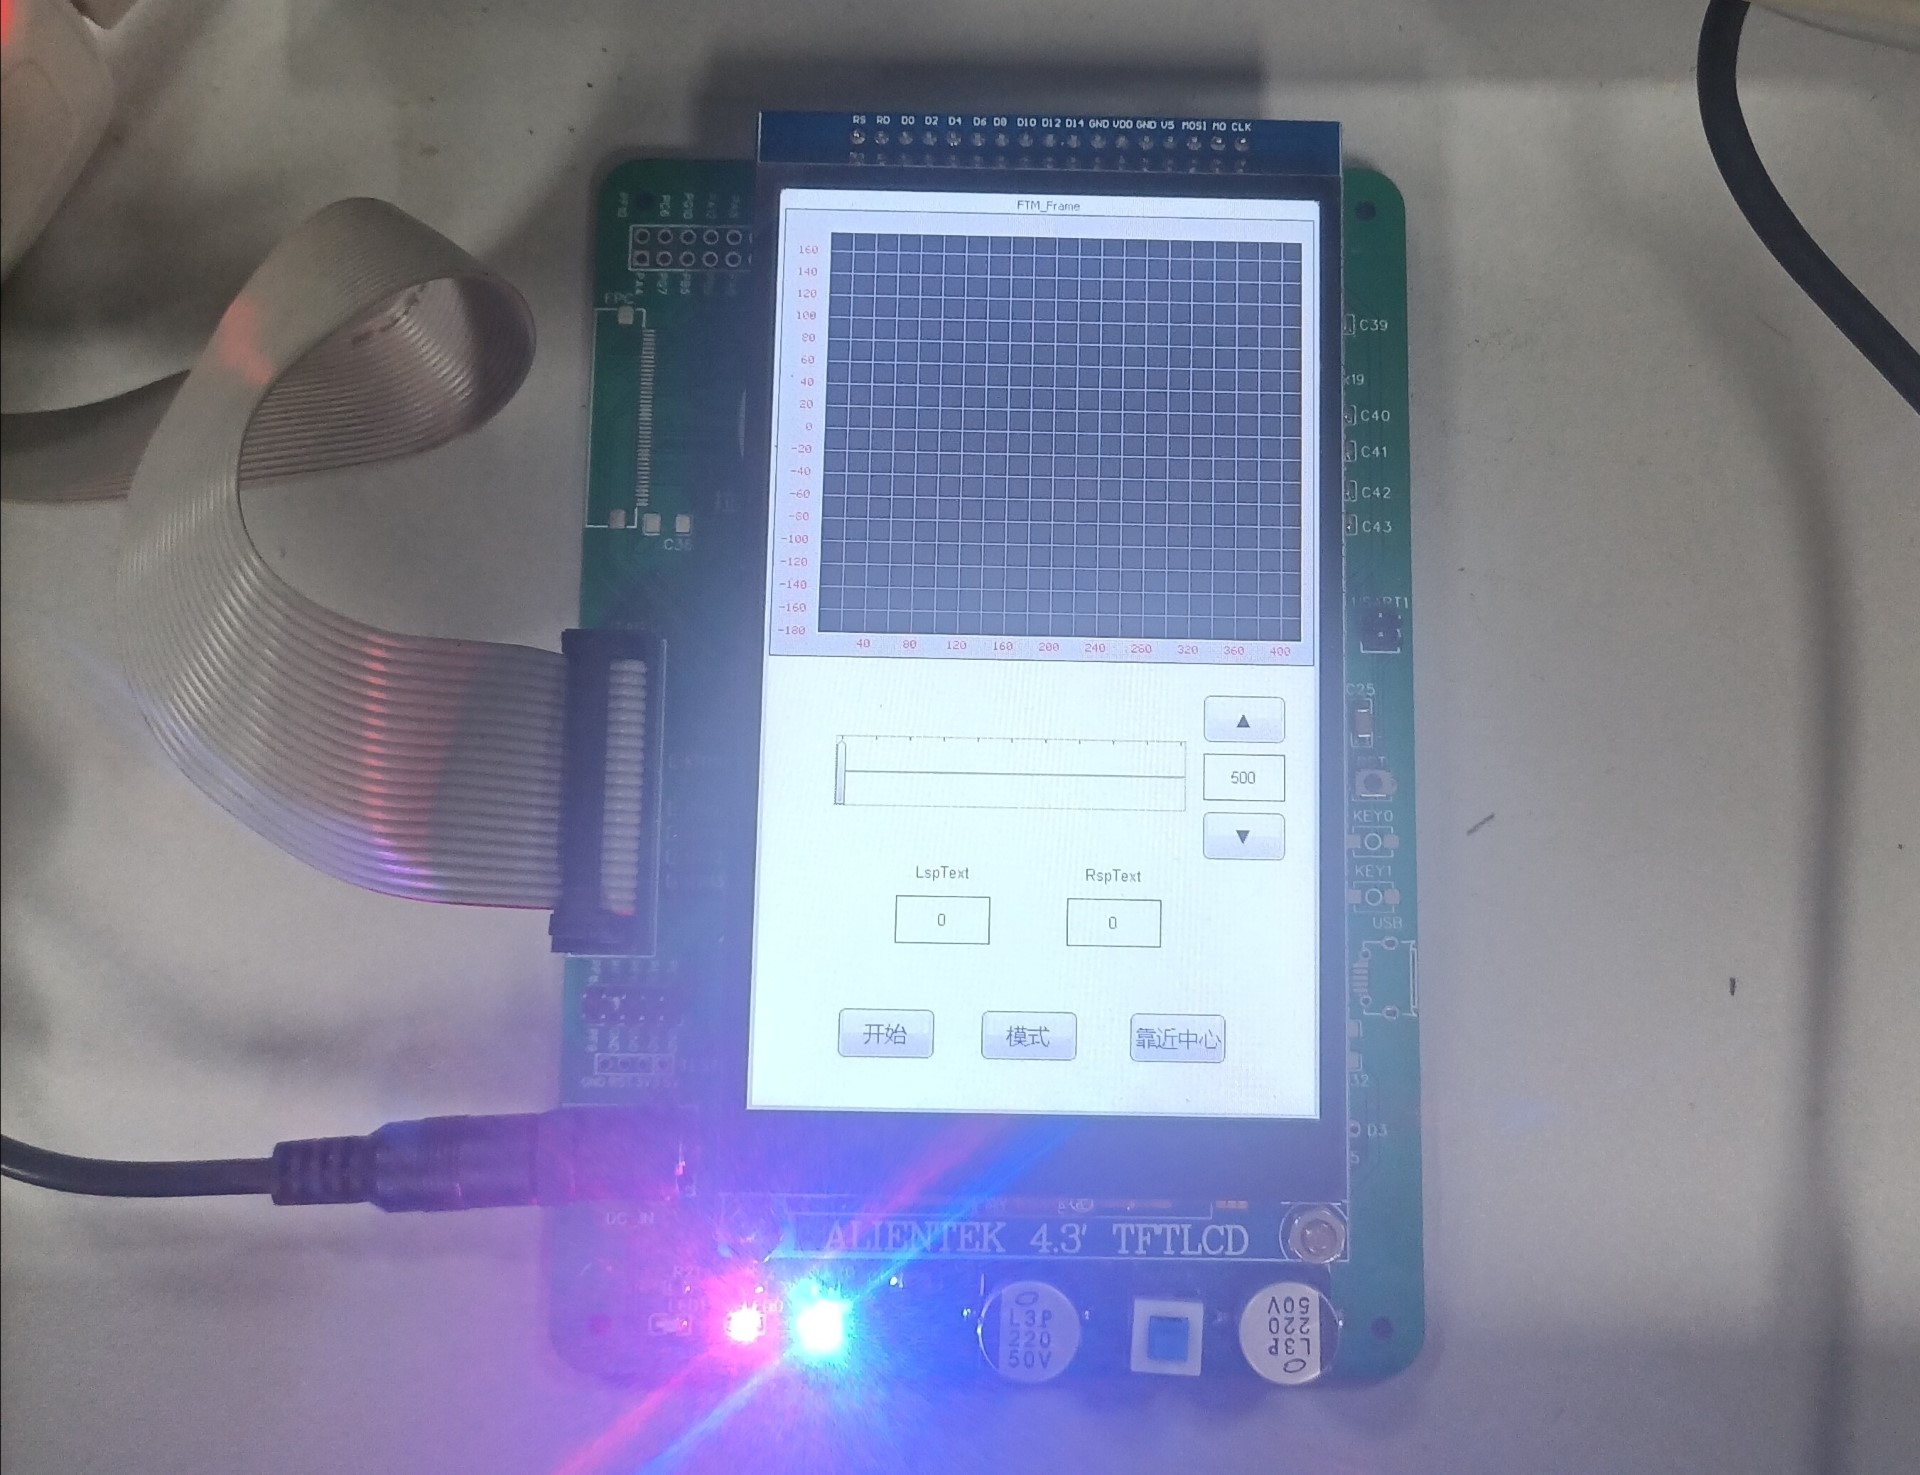 RS RD D0 D2 D4 D6 D8 D10 D12 D14 GND VDD GND V5 MOSI MO CLK
FTM_Frame
160
140
120
100
80
60
40
20
0
-20
-40
-60
-80
-100
-120
-140
-160
-180
40 80 120 160 200 240 280 320 360 400
▲
500
▼
LspText RspText
0 0
开始 模式 靠近中心
ALIENTEK 4.3' TFTLCD
FPC
C36
C39
C40
C41
C42
C43
C25
KEY0
KEY1
USB
D3
DC_IN
L3P
220
50V
L3P
220
50V